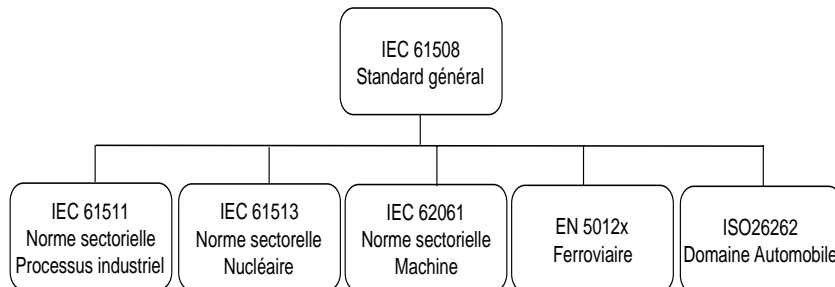 IEC 61508
Standard général
IEC 61511
Norme sectorielle
Processus industriel
IEC 61513
Norme sectorelle
Nucléaire
IEC 62061
Norme sectorielle
Machine
EN 5012x
Ferroviaire
ISO26262
Domaine Automobile